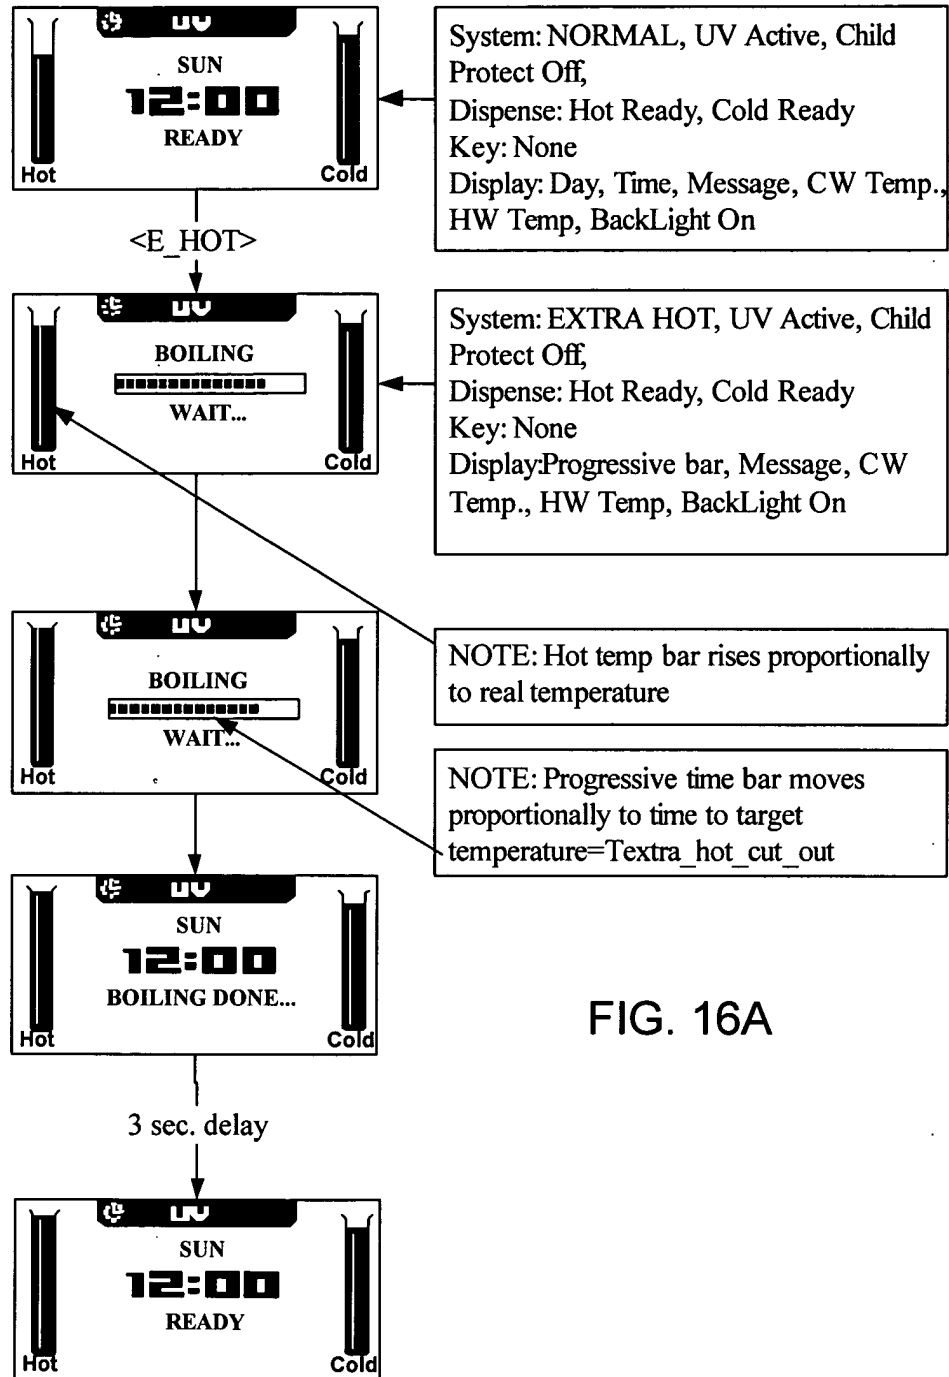 UV
SUN
12:00
READY
Hot
Cold
System: NORMAL, UV Active, Child
Protect Off,
Dispense: Hot Ready, Cold Ready
Key: None
Display: Day, Time, Message, CW Temp.,
HW Temp, BackLight On
<E_HOT>
UV
BOILING
WAIT...
Hot
Cold
System: EXTRA HOT, UV Active, Child
Protect Off,
Dispense: Hot Ready, Cold Ready
Key: None
Display:Progressive bar, Message, CW
Temp., HW Temp, BackLight On
UV
BOILING
WAIT...
Hot
Cold
NOTE: Hot temp bar rises proportionally
to real temperature
NOTE: Progressive time bar moves
proportionally to time to target
temperature=Textra_hot_cut_out
UV
SUN
12:00
BOILING DONE...
Hot
Cold
FIG. 16A
3 sec. delay
UV
SUN
12:00
READY
Hot
Cold